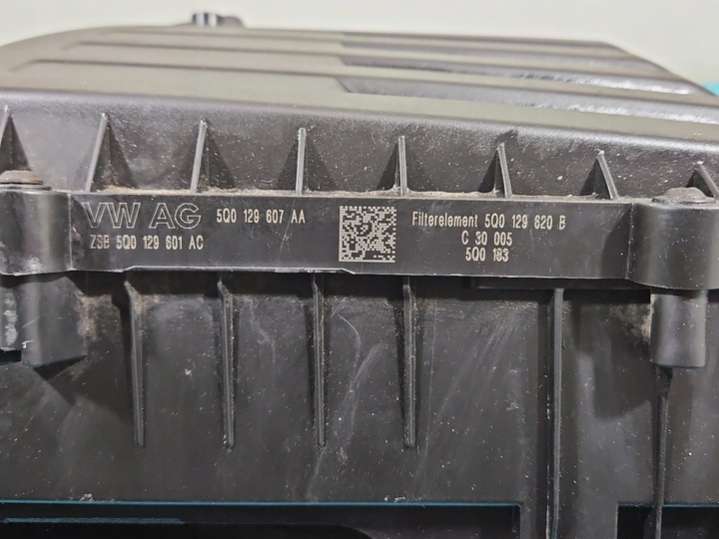 VW AG 5Q0 129 607 AA
ZSB 5Q0 129 601 AC
Filterelement 5Q0 129 620 B
C 30 005
5Q0 183